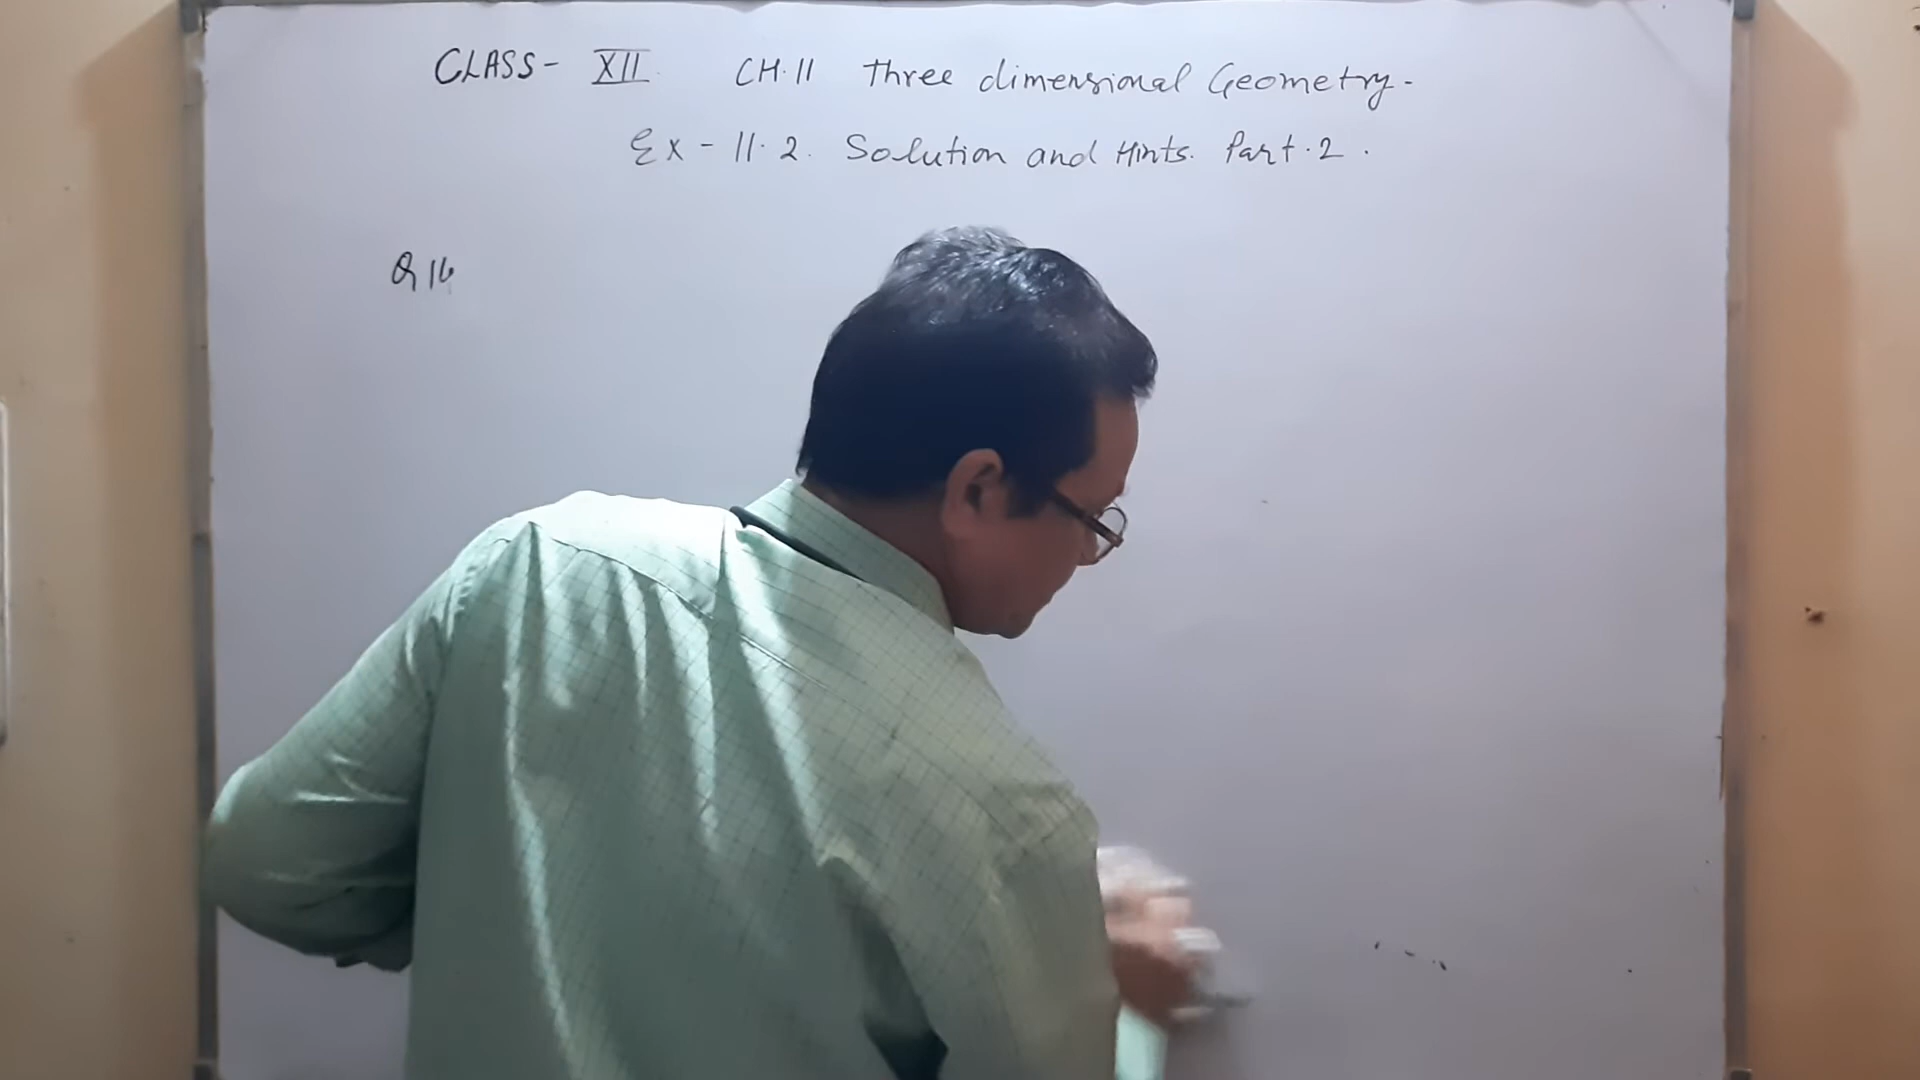 CLASS- XII CH.11 Three dimensional Geometry.
Ex - 11.2. Solution and Hints. Part.2.
Q 16